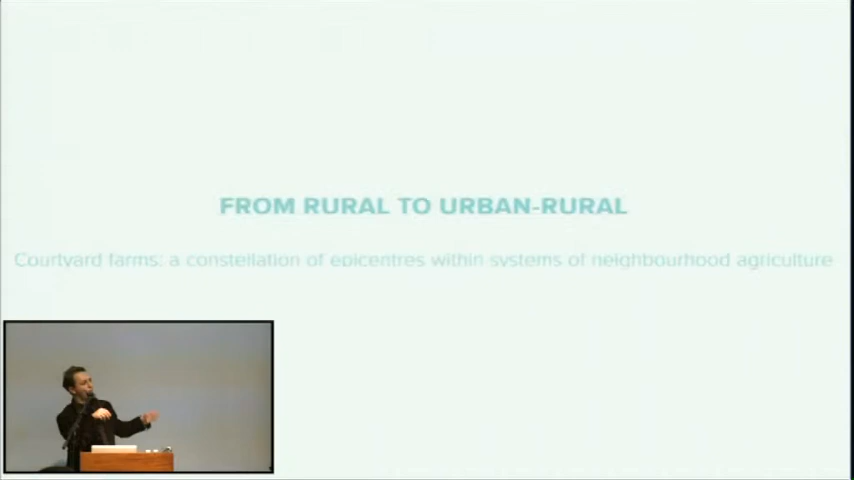 FROM RURAL TO URBAN-RURAL
Courtyard farms: a constellation of epicentres within systems of neighbourhood agriculture